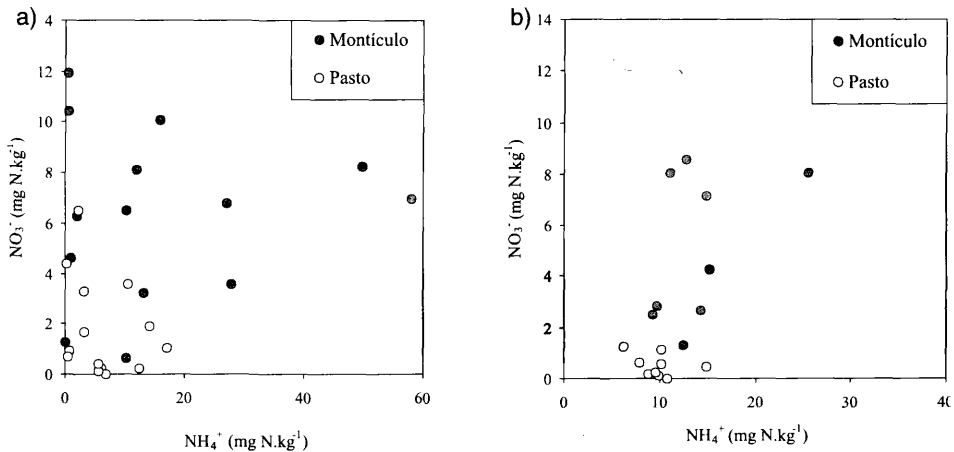 a)
4
12
10
8
6
4
2
0
NO₃⁻ (mg N.kg⁻¹)
Montículo
Pasto
0 20 40 60
NH₄⁺ (mg N.kg⁻¹)
b)
14
12
10
8
6
4
2
0
NO₃⁻ (mg N.kg⁻¹)
Montículo
Pasto
0 10 20 30 40
NH₄⁺ (mg N.kg⁻¹)